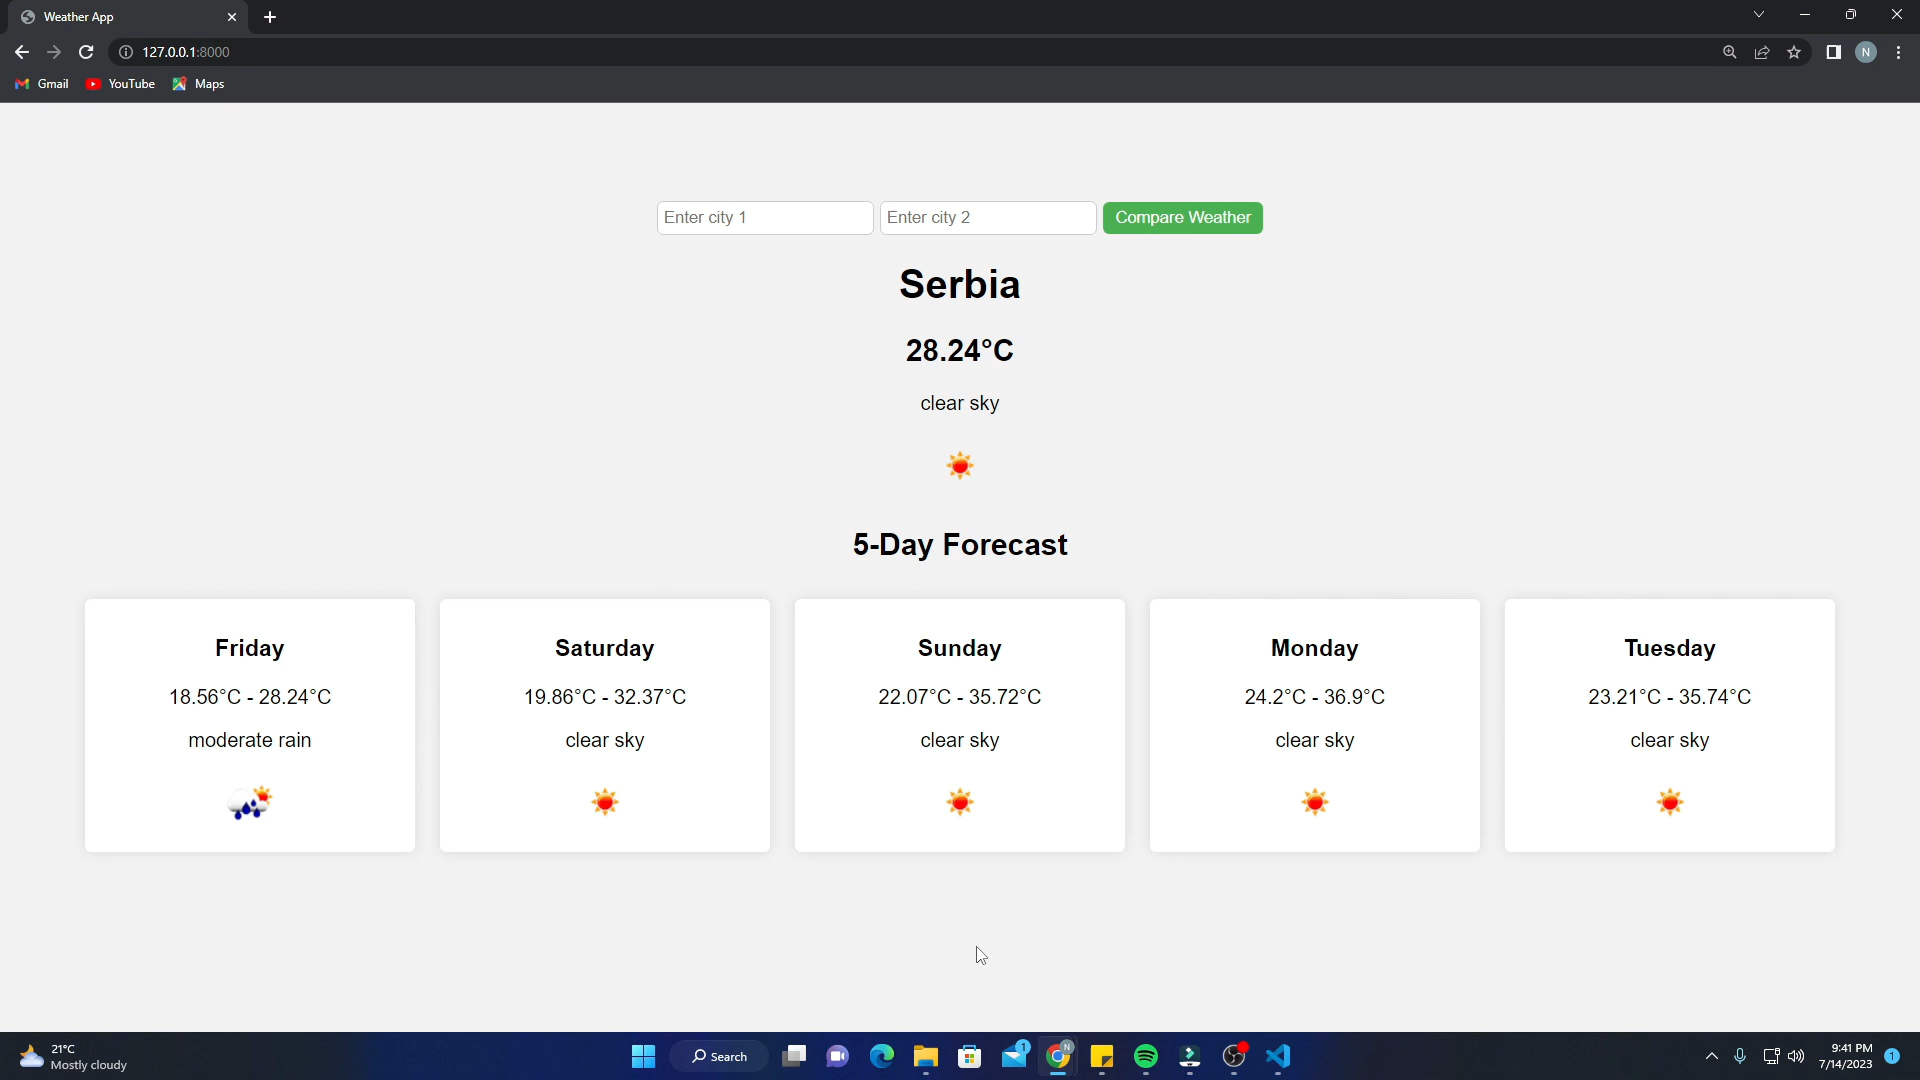 Weather App
127.0.0.1:8000
N
Gmail
YouTube
Maps
Enter city 1
Enter city 2
Compare Weather
Serbia
28.24°C
clear sky
5-Day Forecast
Friday
18.56°C - 28.24°C
moderate rain
Saturday
19.86°C - 32.37°C
clear sky
Sunday
22.07°C - 35.72°C
clear sky
Monday
24.2°C - 36.9°C
clear sky
Tuesday
23.21°C - 35.74°C
clear sky
21°C
Mostly cloudy
Search
1
N
9:41 PM
7/14/2023
1